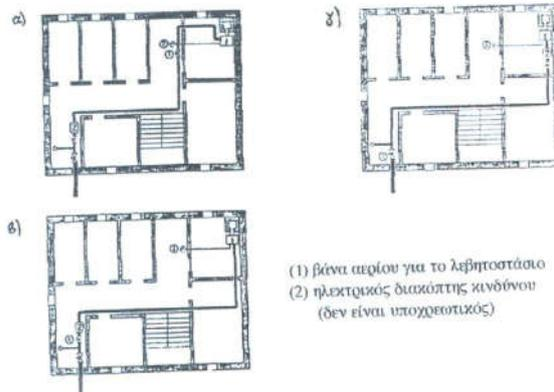 α)
γ)
β)
(1) βάνα αερίου για το λεβητοστάσιο
(2) ηλεκτρικός διακόπτης κινδύνου
(δεν είναι υποχρεωτικός)